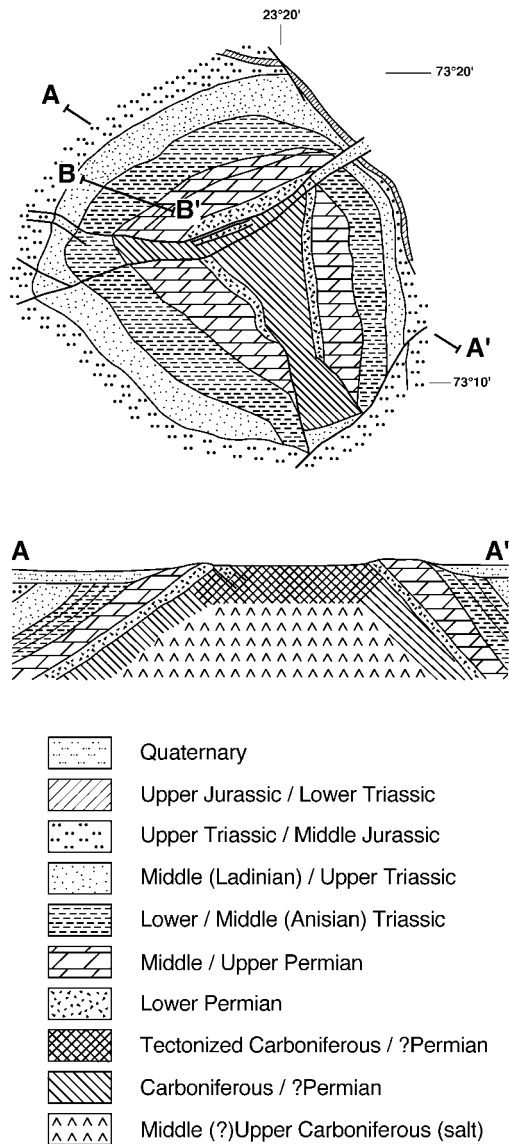 23°20'
73°20'
A
B
B'
A'
73°10'
A
A'
Quaternary
Upper Jurassic / Lower Triassic
Upper Triassic / Middle Jurassic
Middle (Ladinian) / Upper Triassic
Lower / Middle (Anisian) Triassic
Middle / Upper Permian
Lower Permian
Tectonized Carboniferous / ?Permian
Carboniferous / ?Permian
Middle (?)Upper Carboniferous (salt)